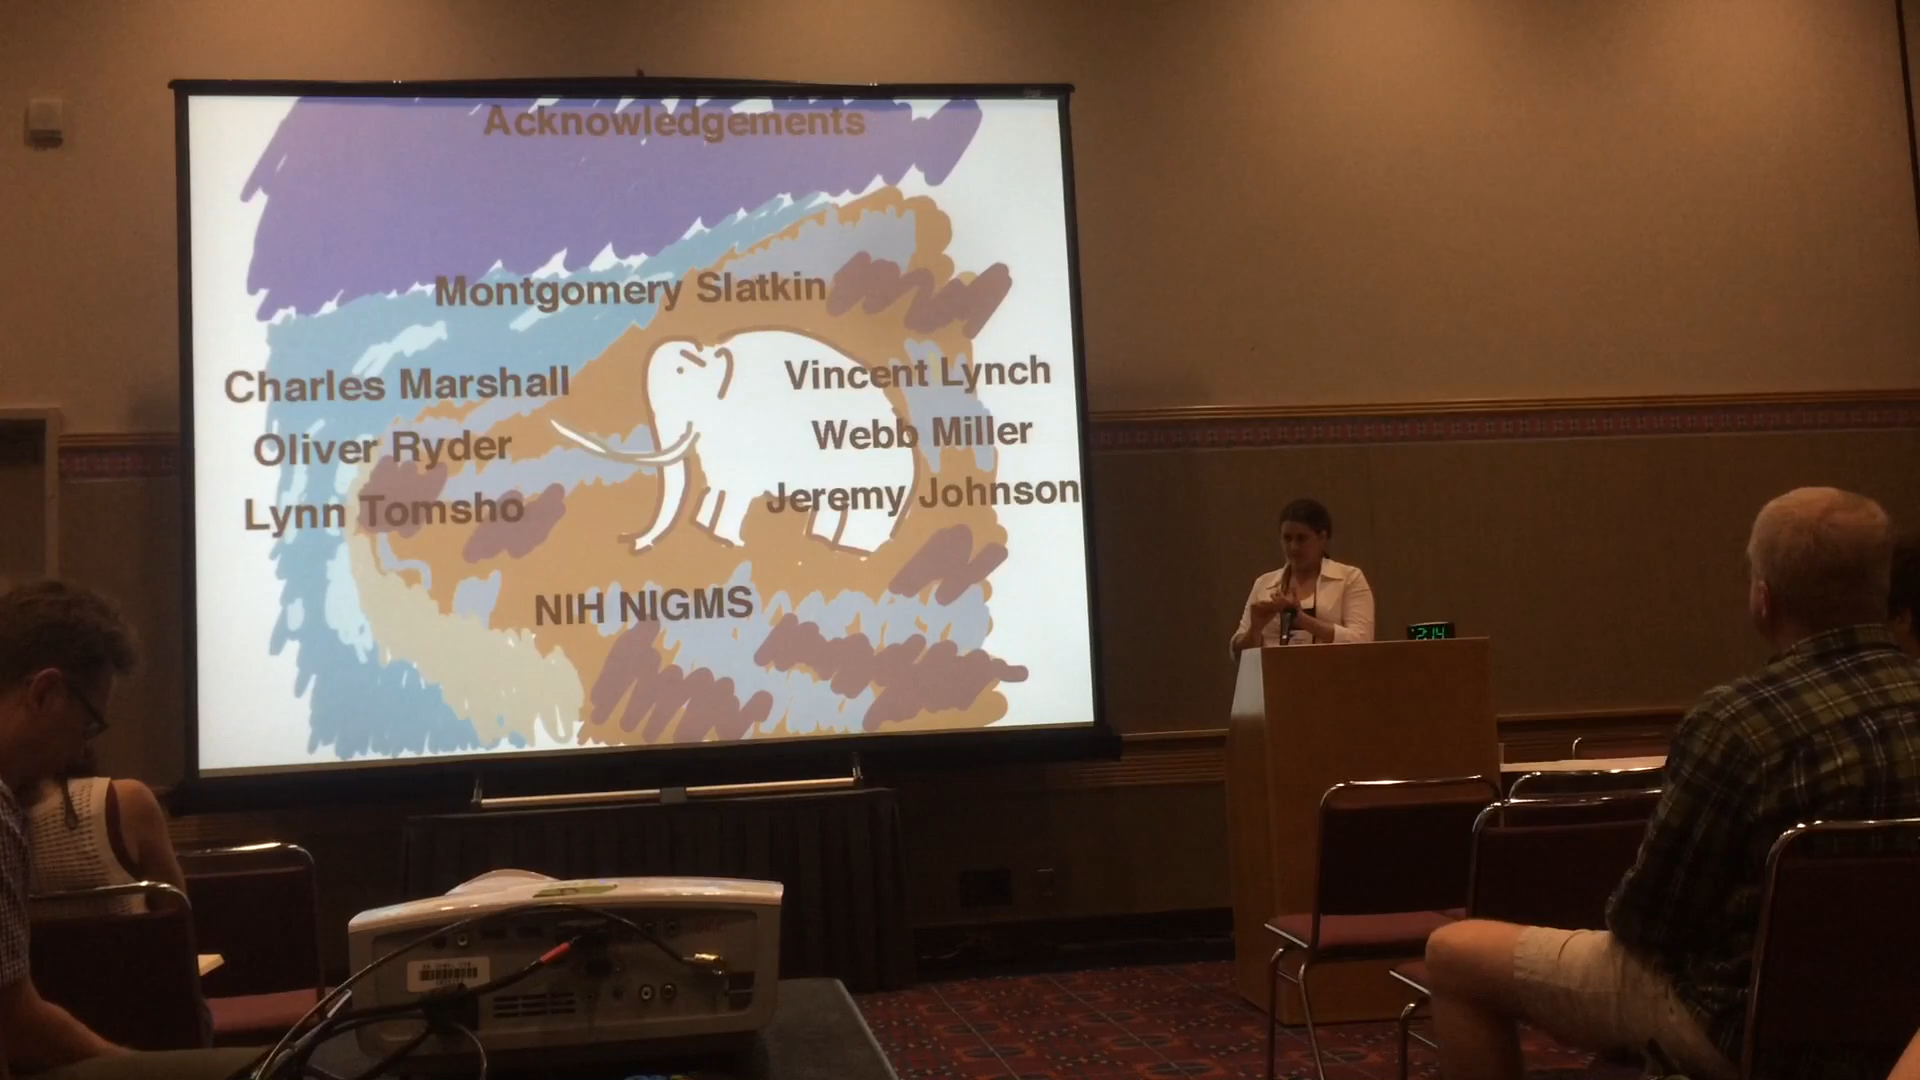 Acknowledgements
Montgomery Slatkin
Charles Marshall
Oliver Ryder
Lynn Tomsho
Vincent Lynch
Webb Miller
Jeremy Johnson
NIH NIGMS
2:14